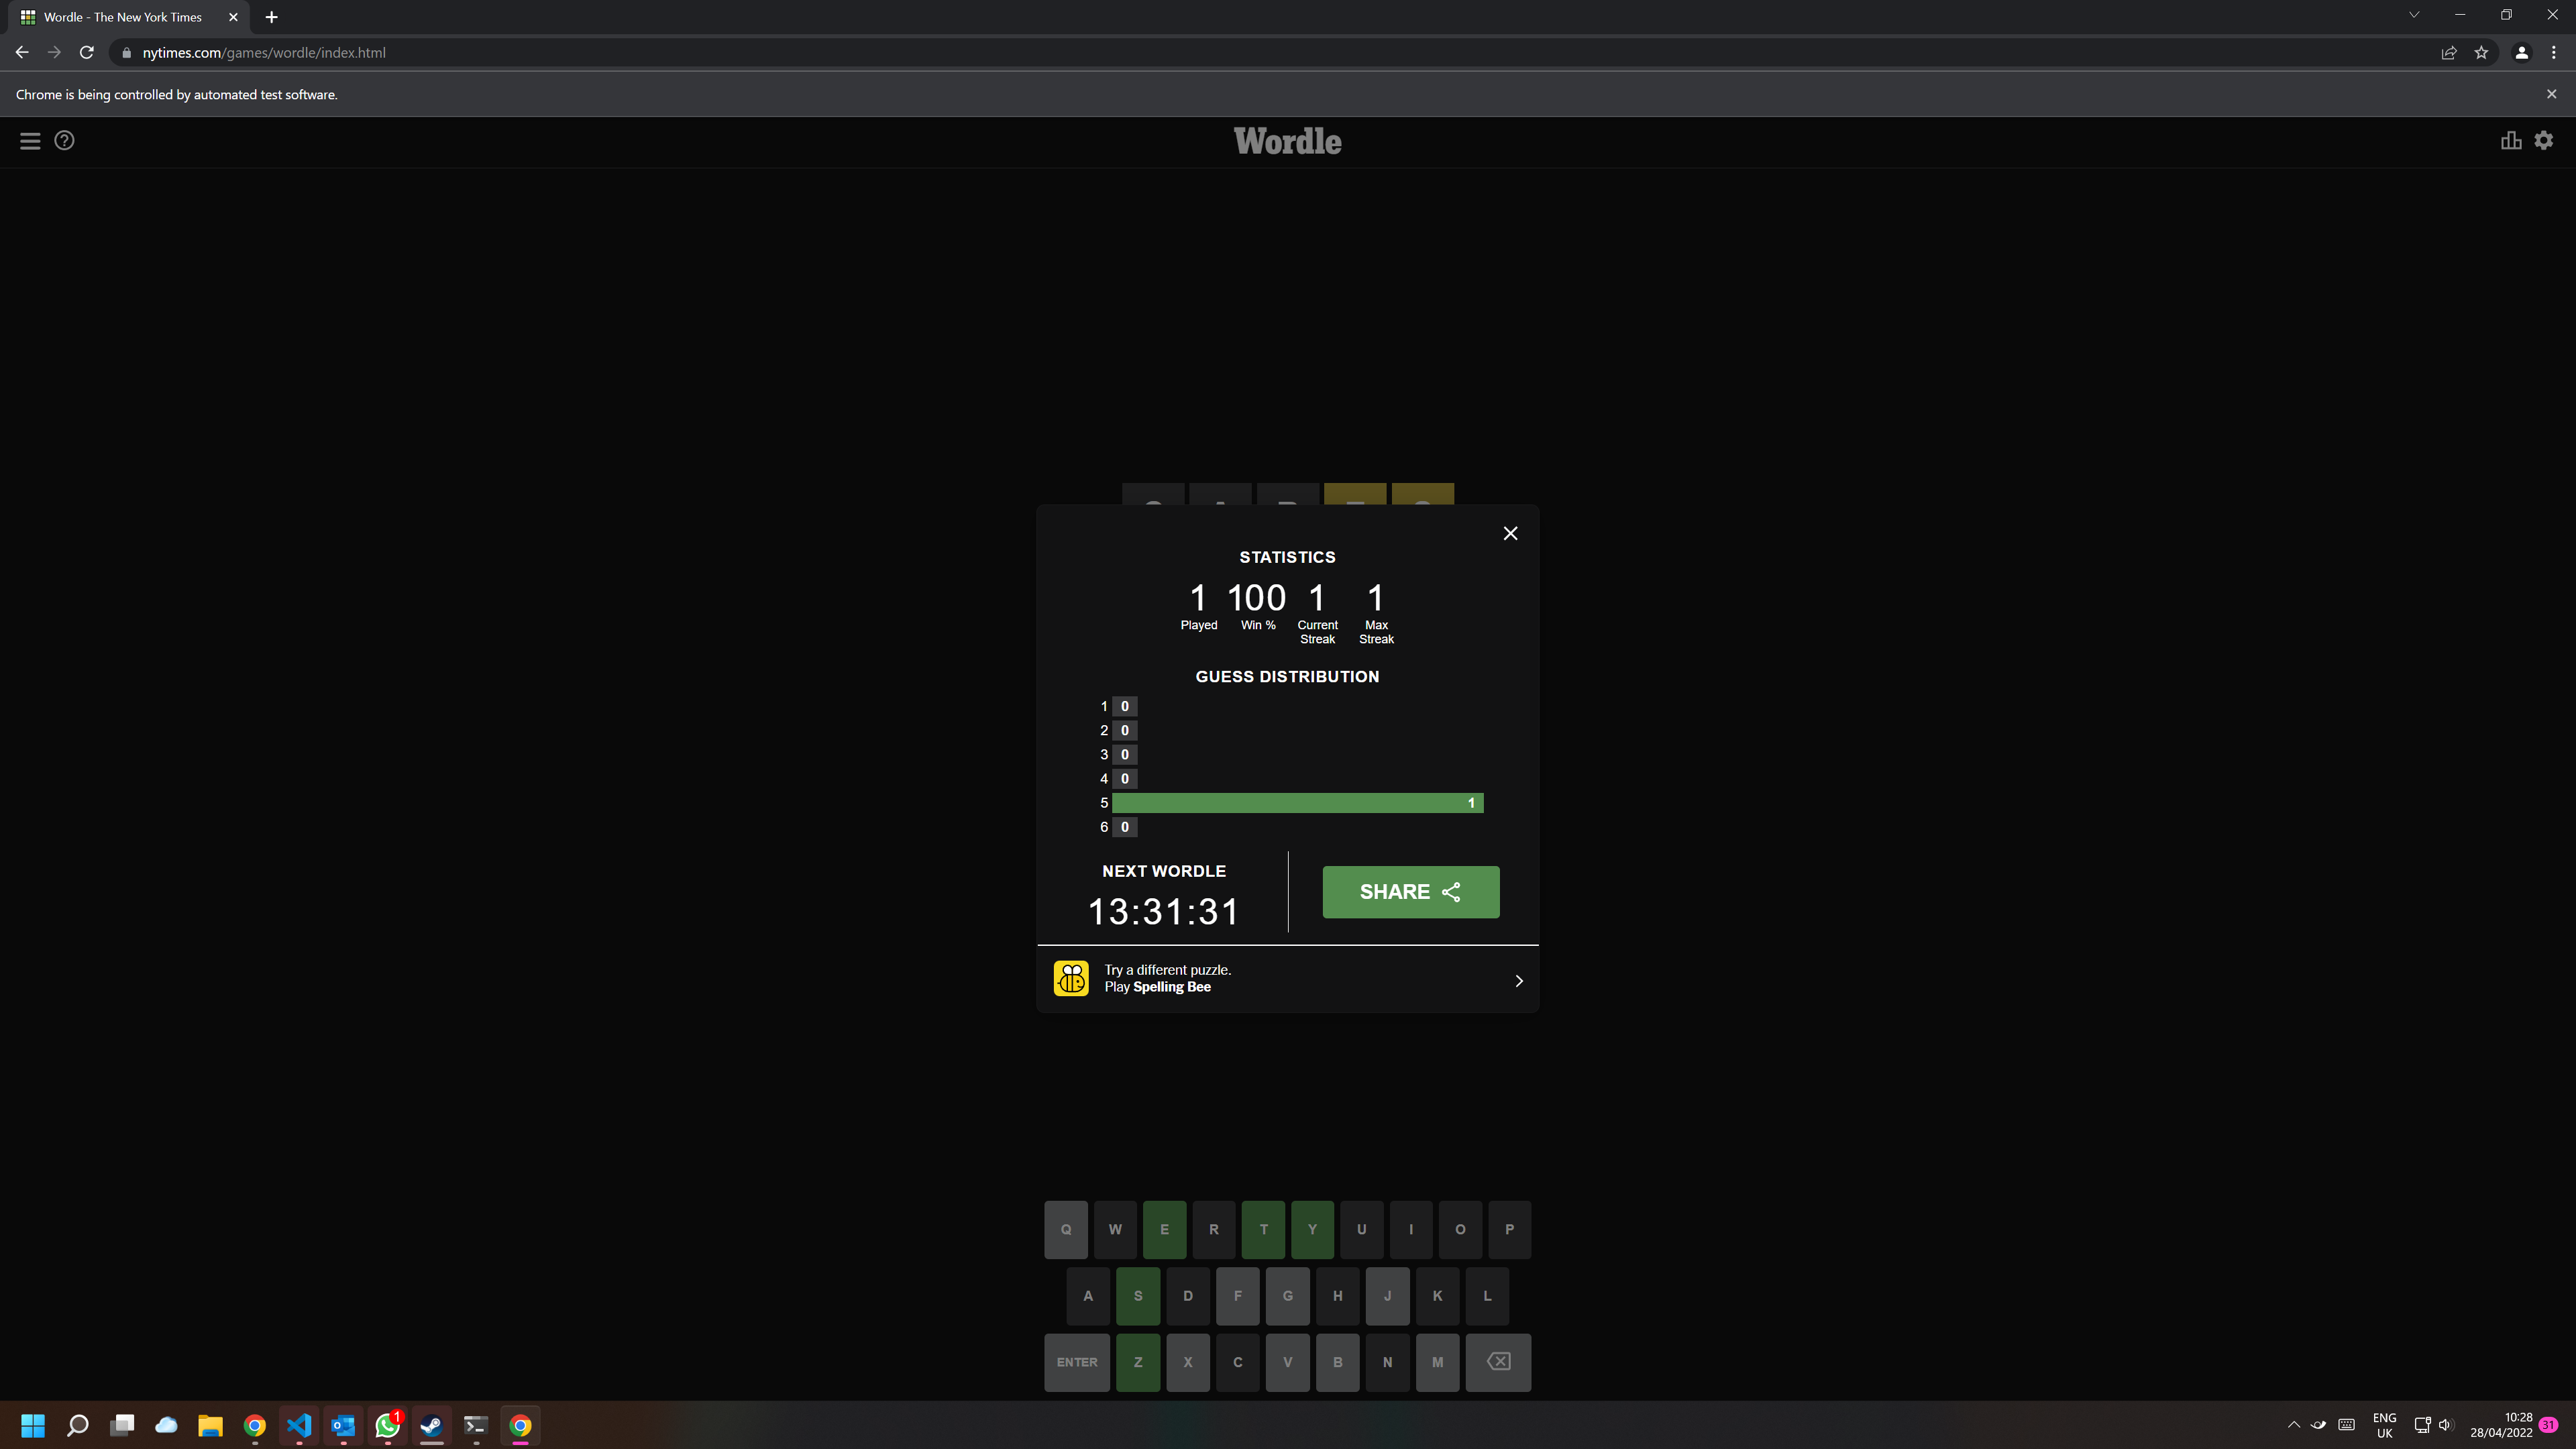 Wordle - The New York Times
nytimes.com/games/wordle/index.html
Chrome is being controlled by automated test software.
Wordle
STATISTICS
1 100 1 1
Played Win % Current Max
Streak Streak
GUESS DISTRIBUTION
1 0
2 0
3 0
4 0
5 1
6 0
NEXT WORDLE
SHARE
13:31:31
Try a different puzzle.
Play Spelling Bee
Q W E R T Y U I O P
A S D F G H J K L
ENTER Z X C V B N M
1
ENG
UK
10:28
28/04/2022
31